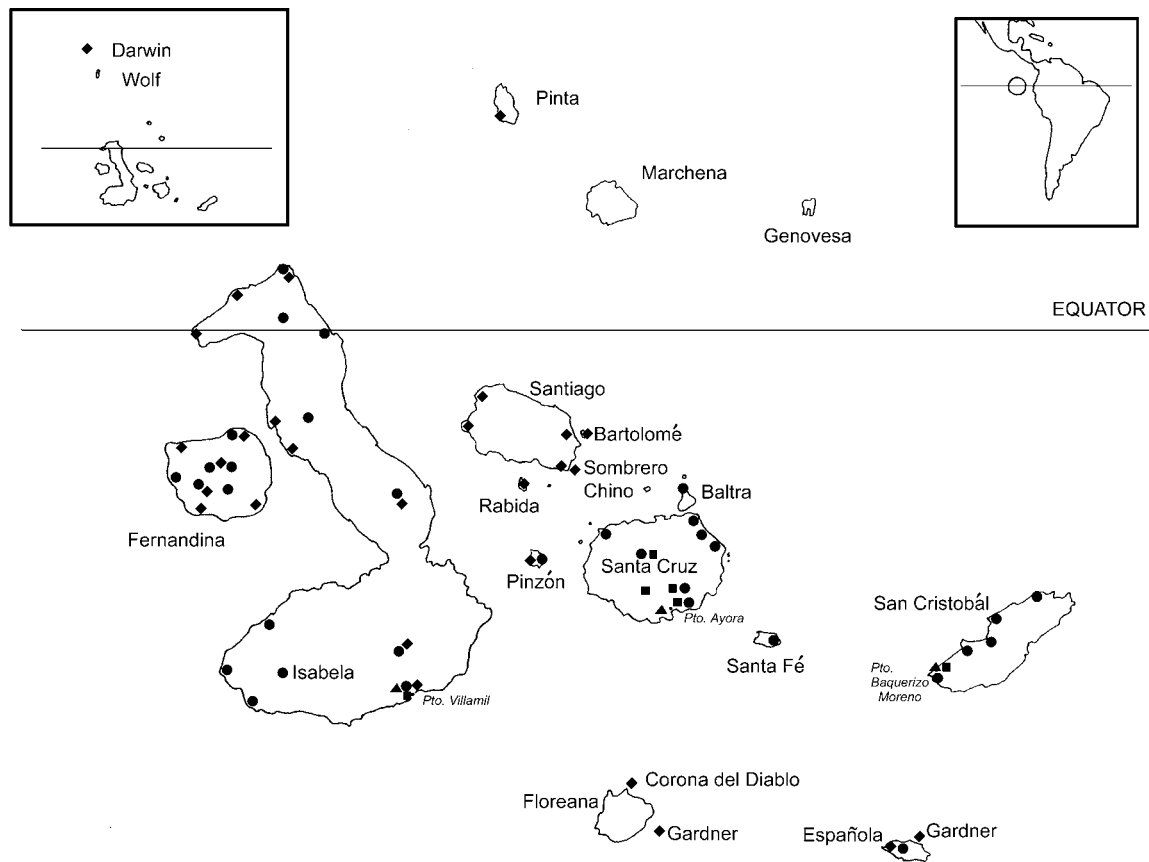 Darwin
Wolf
Pinta
Marchena
Genovesa
EQUATOR
Santiago
Bartolomé
Sombrero
Chino
Rabida
Baltra
Fernandina
Pinzón
Santa Cruz
Pto. Ayora
San Cristobál
Santa Fé
Pto.
Baquerizo
Moreno
Isabela
Pto. Villamil
Corona del Diablo
Floreana
Gardner
Española
Gardner